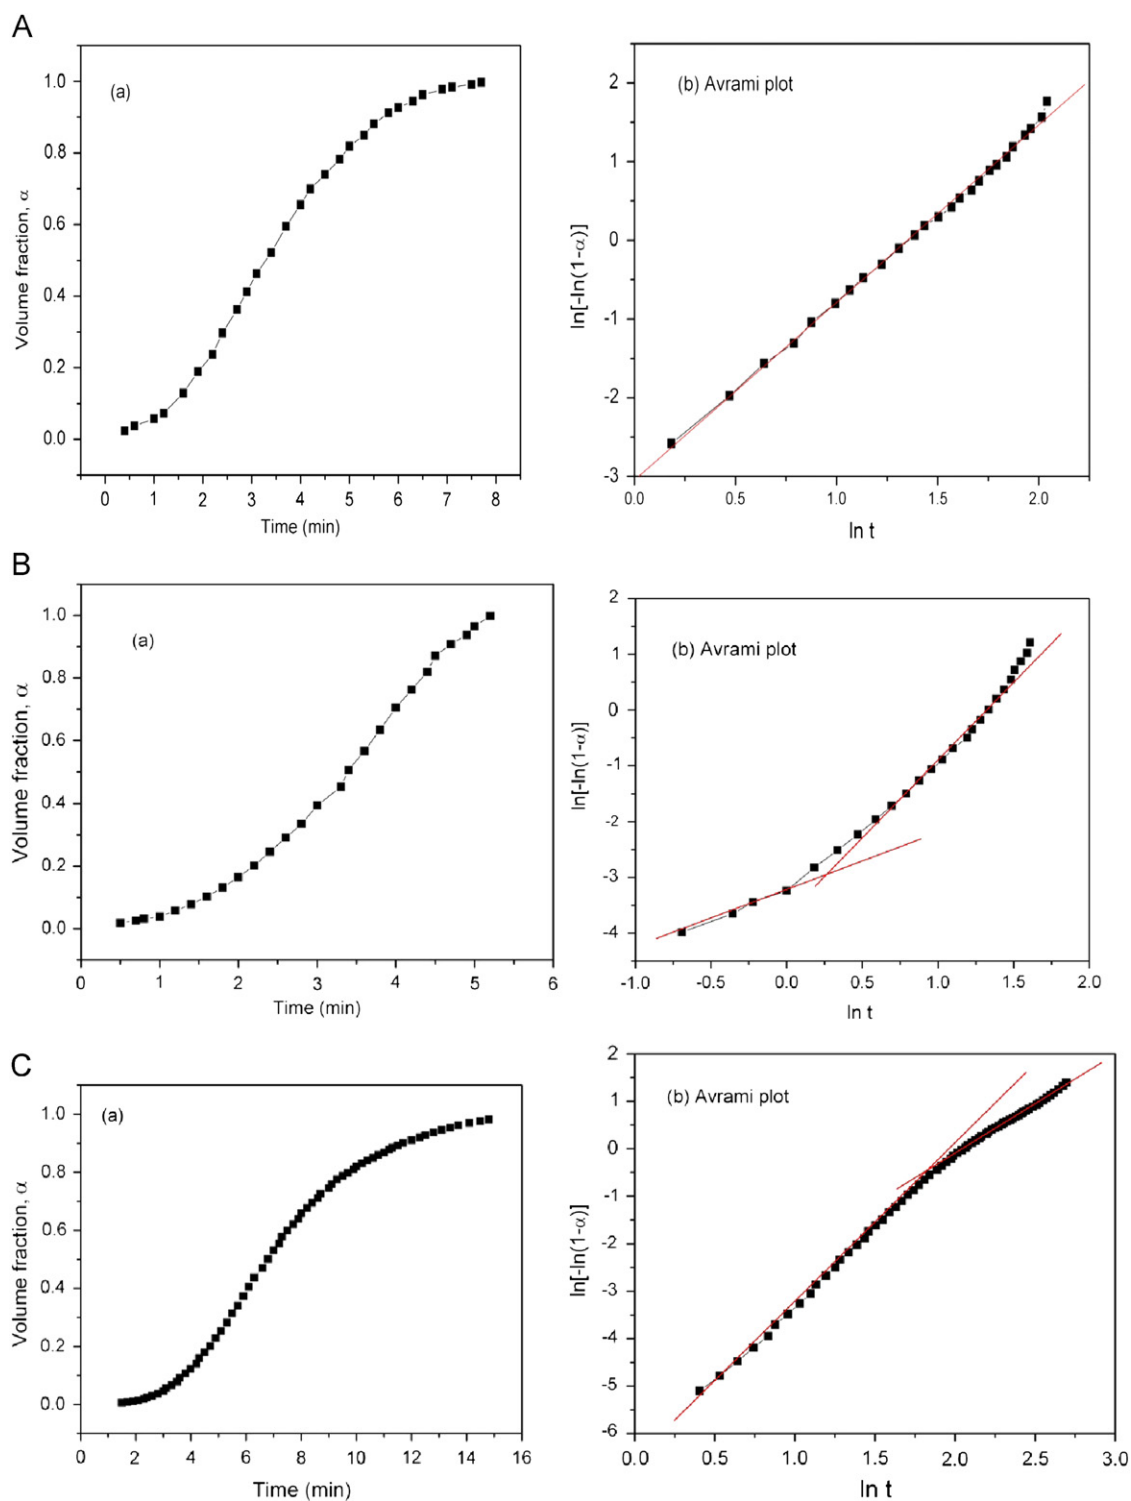 A
(a)
Volume fraction, α
1.0
0.8
0.6
0.4
0.2
0.0
0 1 2 3 4 5 6 7 8
Time (min)
(b) Avrami plot
ln[-ln(1-α)]
2
1
0
-1
-2
-3
0.0 0.5 1.0 1.5 2.0
ln t
B
(a)
Volume fraction, α
1.0
0.8
0.6
0.4
0.2
0.0
0 1 2 3 4 5 6
Time (min)
(b) Avrami plot
ln[-ln(1-α)]
2
1
0
-1
-2
-3
-4
-1.0 -0.5 0.0 0.5 1.0 1.5 2.0
ln t
C
(a)
Volume fraction, α
1.0
0.8
0.6
0.4
0.2
0.0
0 2 4 6 8 10 12 14 16
Time (min)
(b) Avrami plot
ln[-ln(1-α)]
2
1
0
-1
-2
-3
-4
-5
-6
0.0 0.5 1.0 1.5 2.0 2.5 3.0
ln t